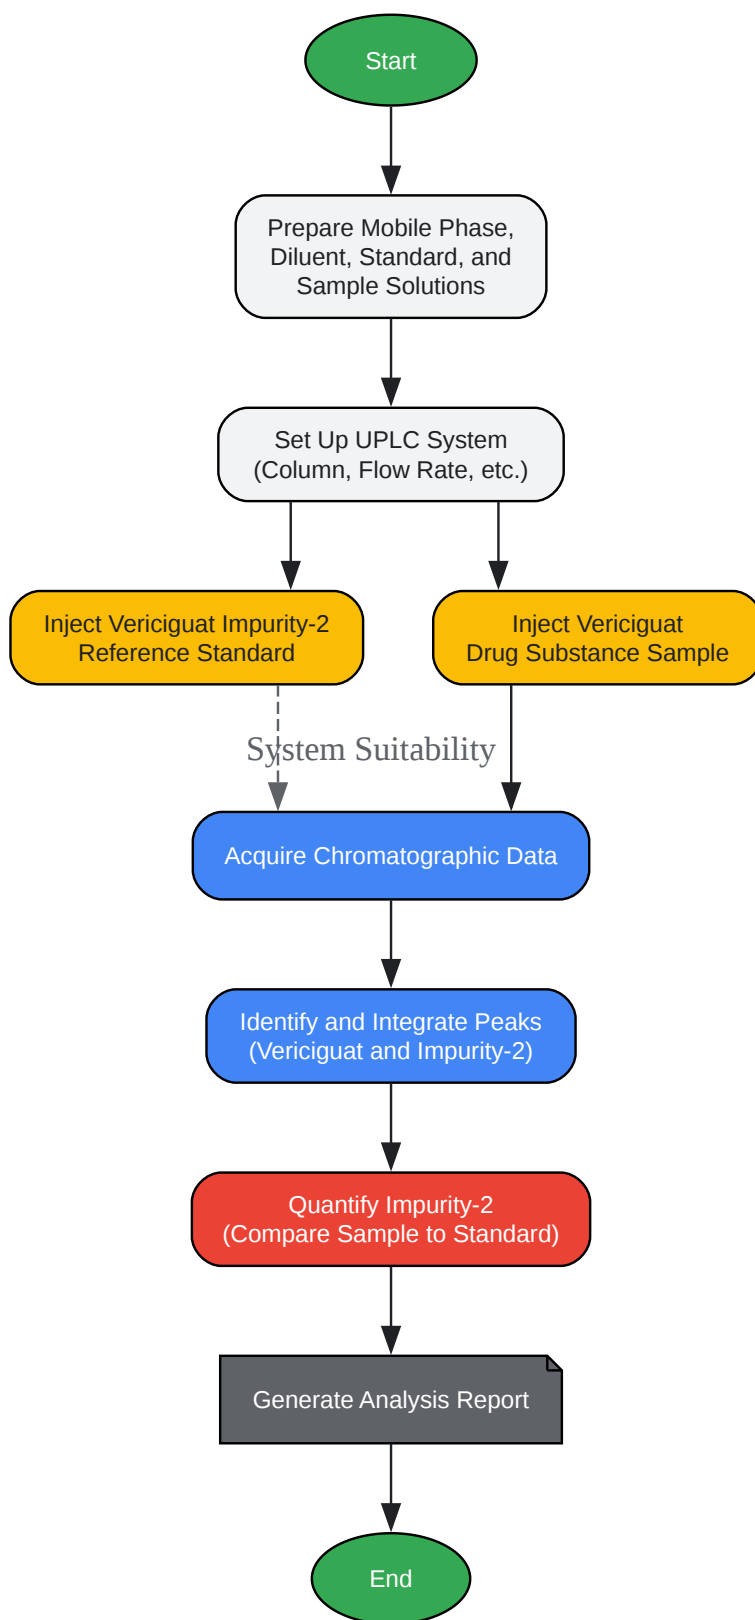 Start
Prepare Mobile Phase,
Diluent, Standard, and
Sample Solutions
Set Up UPLC System
(Column, Flow Rate, etc.)
Inject Vericiguat Impurity-2
Reference Standard
Inject Vericiguat
Drug Substance Sample
System Suitability
Acquire Chromatographic Data
Identify and Integrate Peaks
(Vericiguat and Impurity-2)
Quantify Impurity-2
(Compare Sample to Standard)
Generate Analysis Report
End